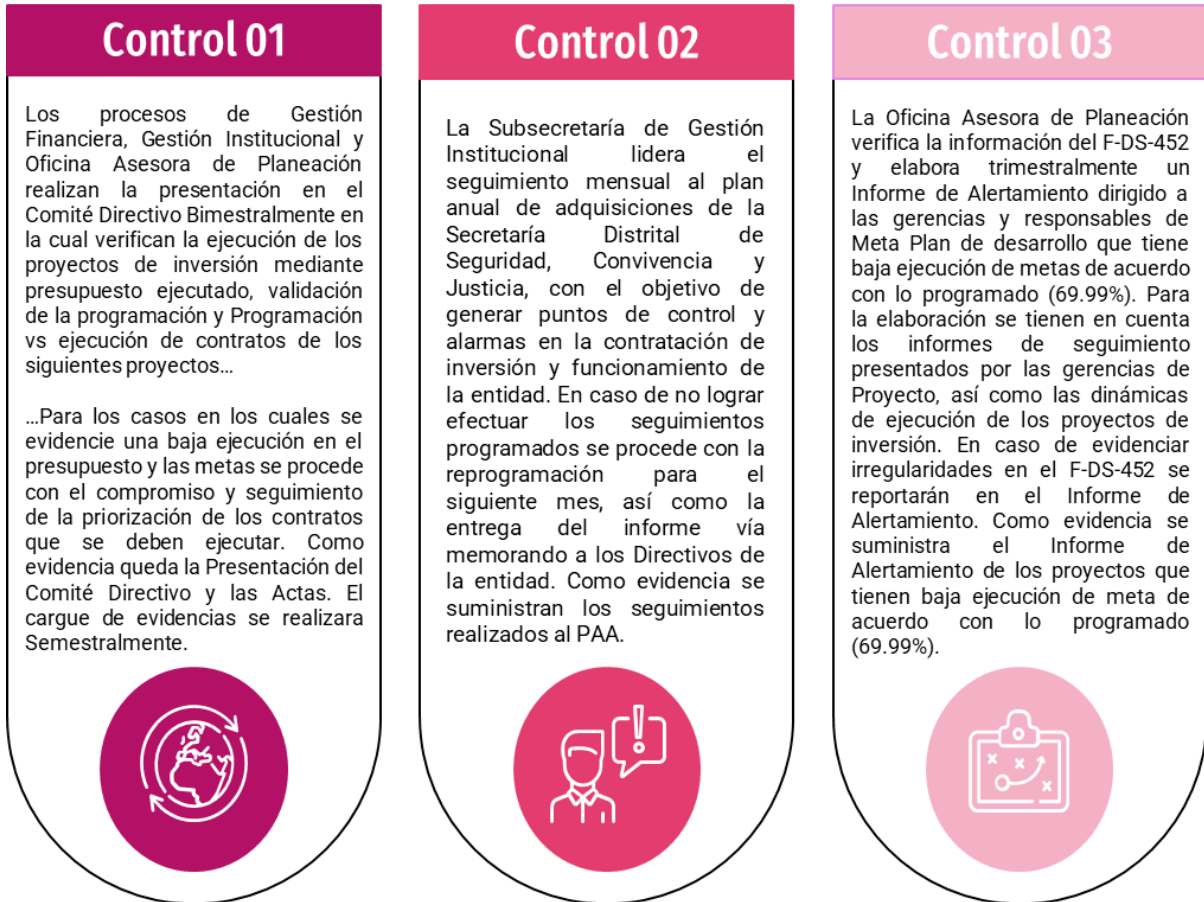 Control 01
Los procesos de Gestión
Financiera, Gestión Institucional y
Oficina Asesora de Planeación
realizan la presentación en el
Comité Directivo Bimestralmente en
la cual verifican la ejecución de los
proyectos de inversión mediante
presupuesto ejecutado, validación
de la programación y Programación
vs ejecución de contratos de los
siguientes proyectos...
...Para los casos en los cuales se
evidencie una baja ejecución en el
presupuesto y las metas se procede
con el compromiso y seguimiento
de la priorización de los contratos
que se deben ejecutar. Como
evidencia queda la Presentación del
Comité Directivo y las Actas. El
cargue de evidencias se realizara
Semestralmente.
Control 02
La Subsecretaría de Gestión
Institucional lidera el
seguimiento mensual al plan
anual de adquisiciones de la
Secretaría Distrital de
Seguridad, Convivencia y
Justicia, con el objetivo de
generar puntos de control y
alarmas en la contratación de
inversión y funcionamiento de
la entidad. En caso de no lograr
efectuar los seguimientos
programados se procede con la
reprogramación para el
siguiente mes, así como la
entrega del informe vía
memorando a los Directivos de
la entidad. Como evidencia se
suministran los seguimientos
realizados al PAA.
Control 03
La Oficina Asesora de Planeación
verifica la información del F-DS-452
y elabora trimestralmente un
Informe de Alertamiento dirigido a
las gerencias y responsables de
Meta Plan de desarrollo que tiene
baja ejecución de metas de acuerdo
con lo programado (69.99%). Para
la elaboración se tienen en cuenta
los informes de seguimiento
presentados por las gerencias de
Proyecto, así como las dinámicas
de ejecución de los proyectos de
inversión. En caso de evidenciar
irregularidades en el F-DS-452 se
reportarán en el Informe de
Alertamiento. Como evidencia se
suministra el Informe de
Alertamiento de los proyectos que
tienen baja ejecución de meta de
acuerdo con lo programado
(69.99%).